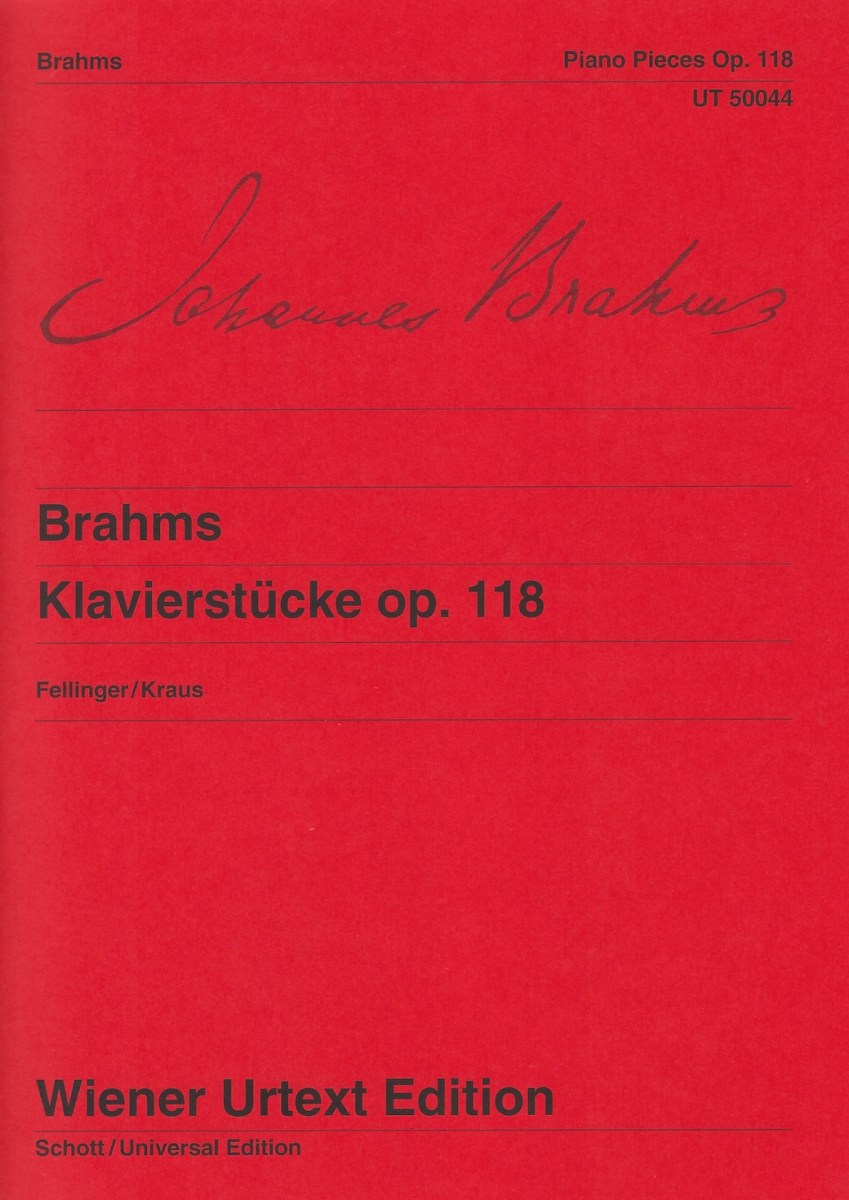 Brahms
Piano Pieces Op. 118
UT 50044
Johannes Brahms
Brahms
Klavierstücke op. 118
Fellinger/Kraus
Wiener Urtext Edition
Schott/Universal Edition